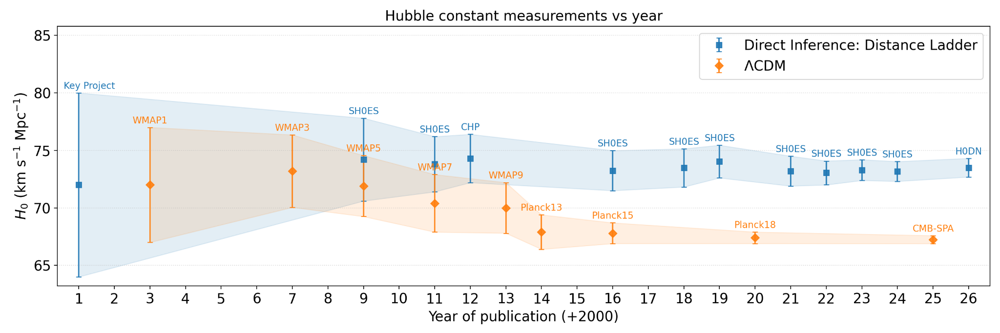 Hubble constant measurements vs year
Direct Inference: Distance Ladder
ΛCDM
85
80
75
70
65
H₀ (km s⁻¹ Mpc⁻¹)
Key Project
WMAP1
WMAP3
SH0ES
WMAP5
SH0ES
WMAP7
CHP
WMAP9
Planck13
SH0ES
Planck15
SH0ES
SH0ES
Planck18
SH0ES
SH0ES
SH0ES
SH0ES
CMB-SPA
H0DN
1 2 3 4 5 6 7 8 9 10 11 12 13 14 15 16 17 18 19 20 21 22 23 24 25 26
Year of publication (+2000)